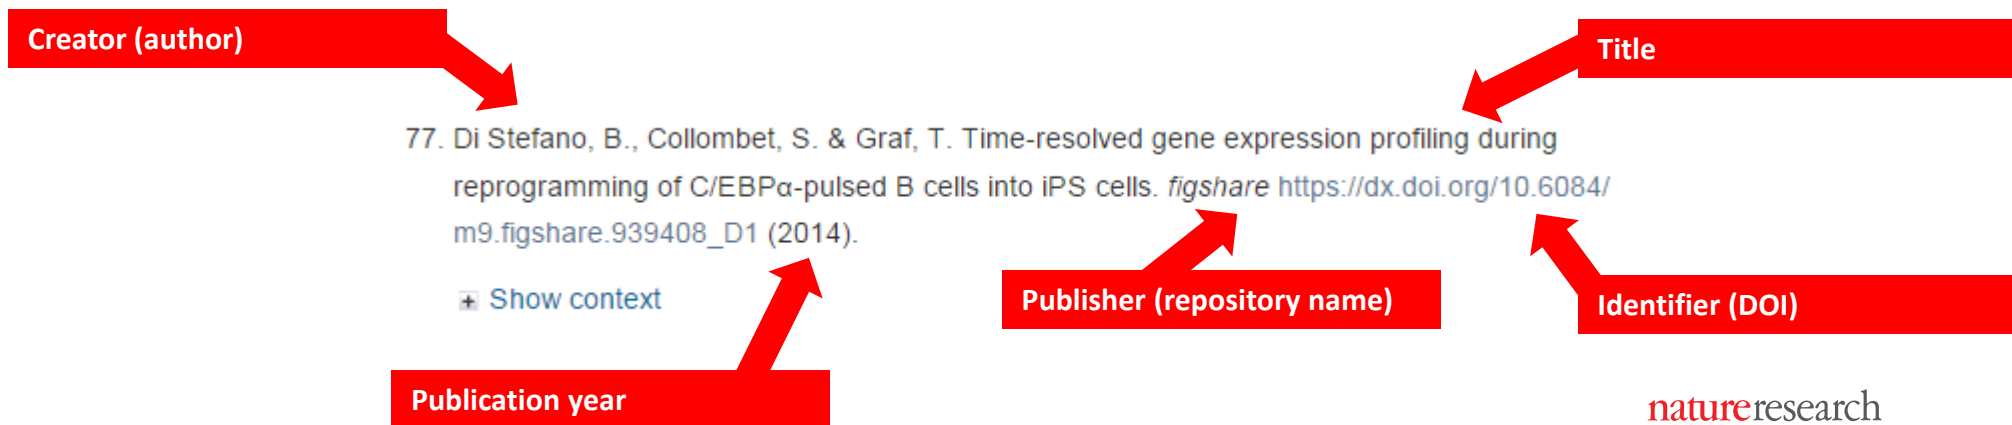 Creator (author)
Title
77. Di Stefano, B., Collombet, S. & Graf, T. Time-resolved gene expression profiling during
reprogramming of C/EBPα-pulsed B cells into iPS cells. figshare https://dx.doi.org/10.6084/
m9.figshare.939408_D1 (2014).
Show context
Publisher (repository name)
Identifier (DOI)
Publication year
natureresearch